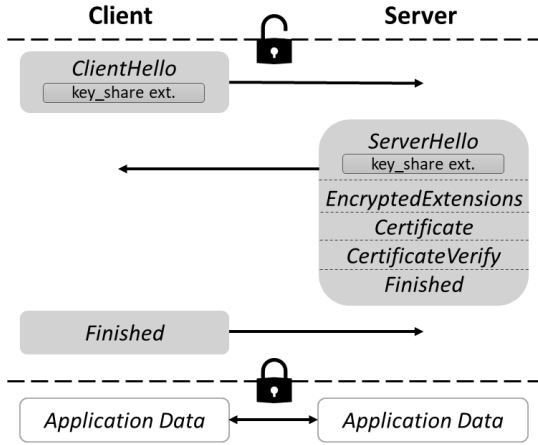 Client Server
ClientHello
key_share ext.
ServerHello
key_share ext.
EncryptedExtensions
Certificate
CertificateVerify
Finished
Finished
Application Data Application Data